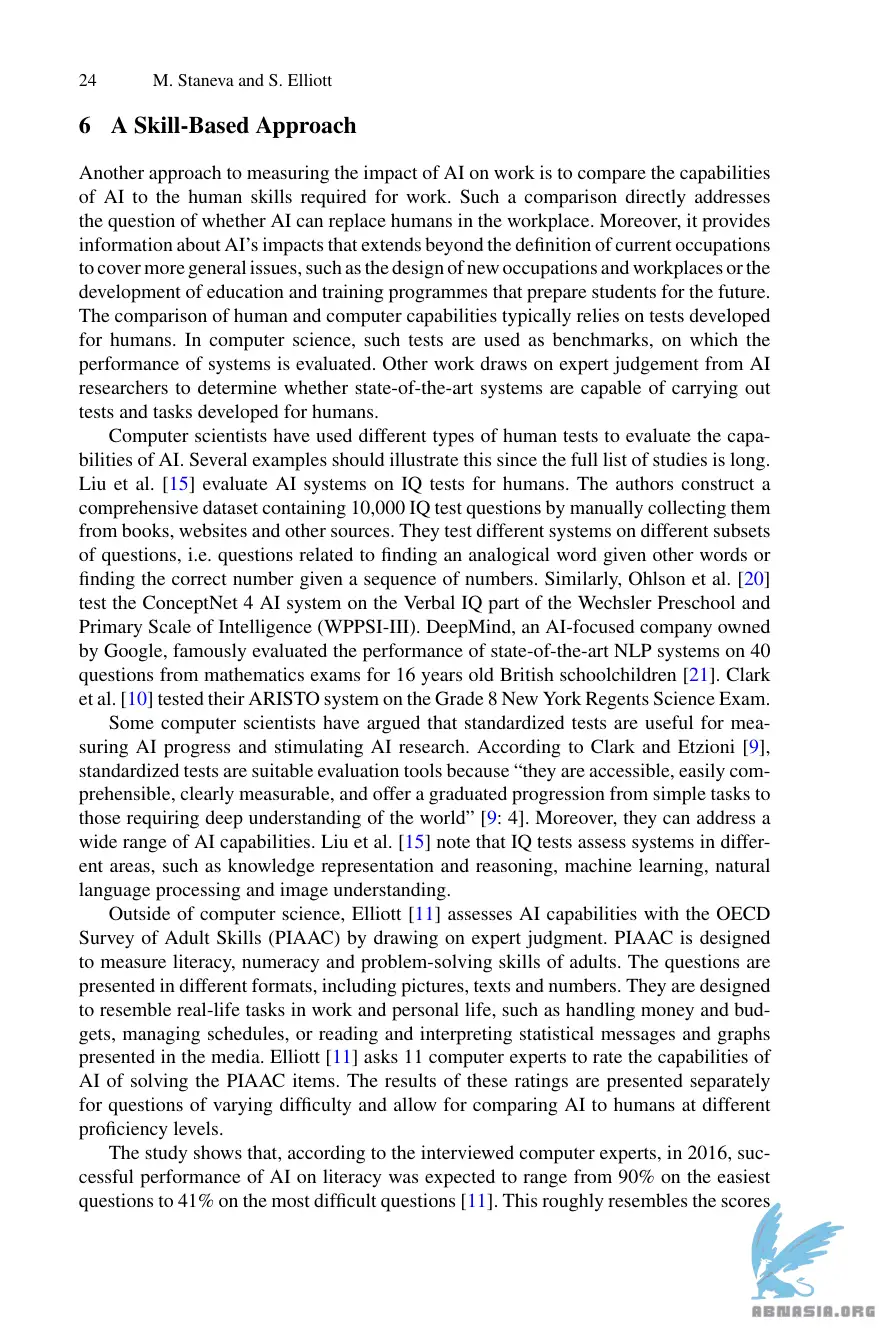 24 M. Staneva and S. Elliott
6 A Skill-Based Approach
Another approach to measuring the impact of AI on work is to compare the capabilities
of AI to the human skills required for work. Such a comparison directly addresses
the question of whether AI can replace humans in the workplace. Moreover, it provides
information about AI’s impacts that extends beyond the definition of current occupations
to cover more general issues, such as the design of new occupations and workplaces or the
development of education and training programmes that prepare students for the future.
The comparison of human and computer capabilities typically relies on tests developed
for humans. In computer science, such tests are used as benchmarks, on which the
performance of systems is evaluated. Other work draws on expert judgement from AI
researchers to determine whether state-of-the-art systems are capable of carrying out
tests and tasks developed for humans.
Computer scientists have used different types of human tests to evaluate the capa-
bilities of AI. Several examples should illustrate this since the full list of studies is long.
Liu et al. [15] evaluate AI systems on IQ tests for humans. The authors construct a
comprehensive dataset containing 10,000 IQ test questions by manually collecting them
from books, websites and other sources. They test different systems on different subsets
of questions, i.e. questions related to finding an analogical word given other words or
finding the correct number given a sequence of numbers. Similarly, Ohlson et al. [20]
test the ConceptNet 4 AI system on the Verbal IQ part of the Wechsler Preschool and
Primary Scale of Intelligence (WPPSI-III). DeepMind, an AI-focused company owned
by Google, famously evaluated the performance of state-of-the-art NLP systems on 40
questions from mathematics exams for 16 years old British schoolchildren [21]. Clark
et al. [10] tested their ARISTO system on the Grade 8 New York Regents Science Exam.
Some computer scientists have argued that standardized tests are useful for mea-
suring AI progress and stimulating AI research. According to Clark and Etzioni [9],
standardized tests are suitable evaluation tools because “they are accessible, easily com-
prehensible, clearly measurable, and offer a graduated progression from simple tasks to
those requiring deep understanding of the world” [9: 4]. Moreover, they can address a
wide range of AI capabilities. Liu et al. [15] note that IQ tests assess systems in differ-
ent areas, such as knowledge representation and reasoning, machine learning, natural
language processing and image understanding.
Outside of computer science, Elliott [11] assesses AI capabilities with the OECD
Survey of Adult Skills (PIAAC) by drawing on expert judgment. PIAAC is designed
to measure literacy, numeracy and problem-solving skills of adults. The questions are
presented in different formats, including pictures, texts and numbers. They are designed
to resemble real-life tasks in work and personal life, such as handling money and bud-
gets, managing schedules, or reading and interpreting statistical messages and graphs
presented in the media. Elliott [11] asks 11 computer experts to rate the capabilities of
AI of solving the PIAAC items. The results of these ratings are presented separately
for questions of varying difficulty and allow for comparing AI to humans at different
proficiency levels.
The study shows that, according to the interviewed computer experts, in 2016, suc-
cessful performance of AI on literacy was expected to range from 90% on the easiest
questions to 41% on the most difficult questions [11]. This roughly resembles the scores
ABNASIA.ORG